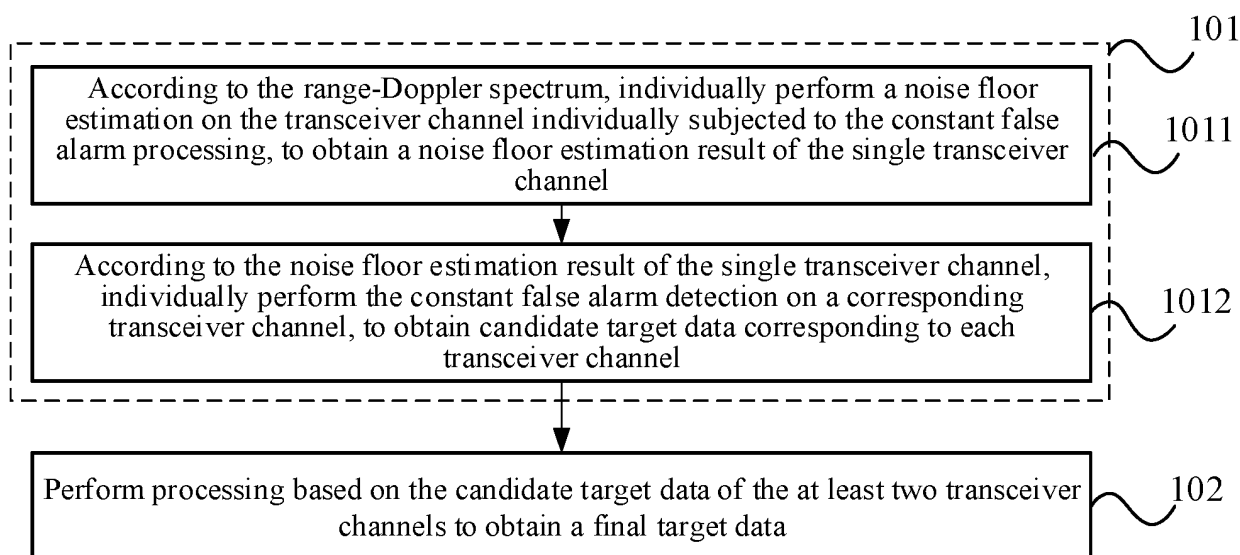 101
According to the range-Doppler spectrum, individually perform a noise floor
estimation on the transceiver channel individually subjected to the constant false
alarm processing, to obtain a noise floor estimation result of the single transceiver
channel
1011
According to the noise floor estimation result of the single transceiver channel,
individually perform the constant false alarm detection on a corresponding
transceiver channel, to obtain candidate target data corresponding to each
transceiver channel
1012
Perform processing based on the candidate target data of the at least two transceiver
channels to obtain a final target data
102